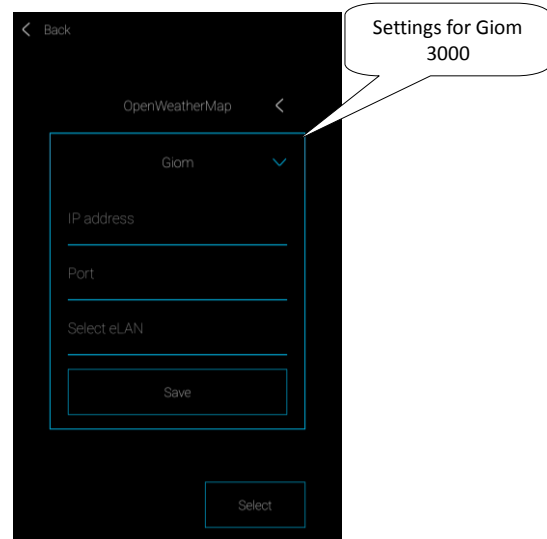 Back
Settings for Giom
3000
OpenWeatherMap
Giom
IP address
Port
Select eLAN
Save
Select